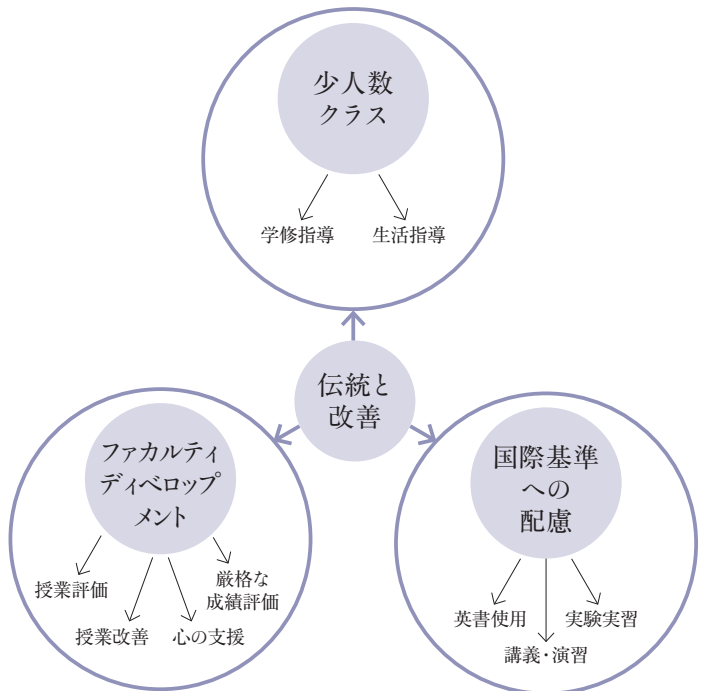 少人数
クラス
学修指導
生活指導
伝統と
改善
ファカルティ
ディベロップ
メント
授業評価
授業改善
心の支援
厳格な
成績評価
国際基準
への
配慮
英書使用
講義・演習
実験実習